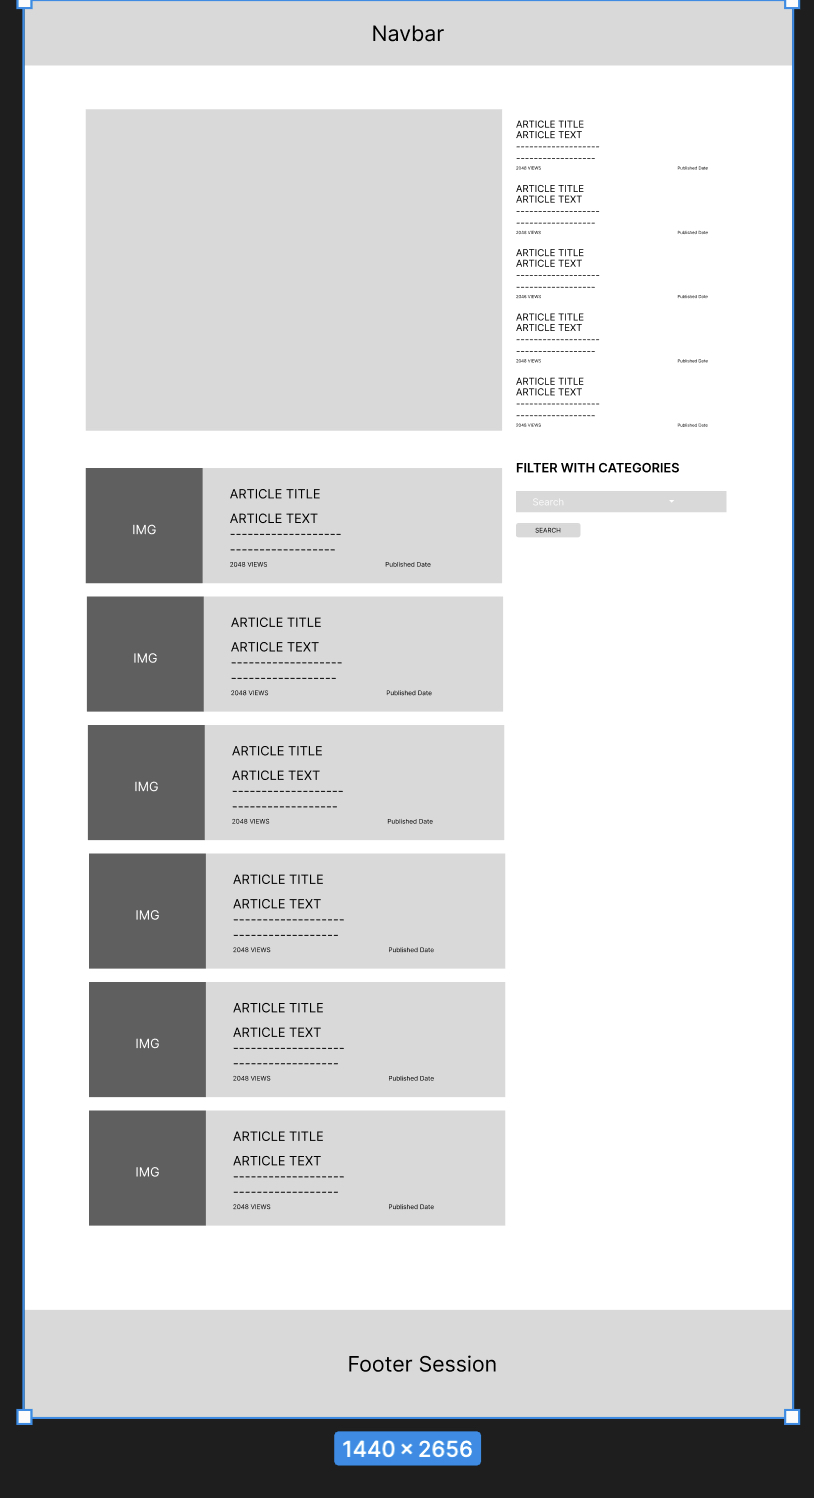 Navbar
ARTICLE TITLE
ARTICLE TEXT
-------------------
------------------
2048 VIEWS Published Date
ARTICLE TITLE
ARTICLE TEXT
-------------------
------------------
2048 VIEWS Published Date
ARTICLE TITLE
ARTICLE TEXT
-------------------
------------------
2048 VIEWS Published Date
ARTICLE TITLE
ARTICLE TEXT
-------------------
------------------
2048 VIEWS Published Date
ARTICLE TITLE
ARTICLE TEXT
-------------------
------------------
2048 VIEWS Published Date
FILTER WITH CATEGORIES
Search
SEARCH
IMG
ARTICLE TITLE
ARTICLE TEXT
-------------------
------------------
2048 VIEWS Published Date
IMG
ARTICLE TITLE
ARTICLE TEXT
-------------------
------------------
2048 VIEWS Published Date
IMG
ARTICLE TITLE
ARTICLE TEXT
-------------------
------------------
2048 VIEWS Published Date
IMG
ARTICLE TITLE
ARTICLE TEXT
-------------------
------------------
2048 VIEWS Published Date
IMG
ARTICLE TITLE
ARTICLE TEXT
-------------------
------------------
2048 VIEWS Published Date
IMG
ARTICLE TITLE
ARTICLE TEXT
-------------------
------------------
2048 VIEWS Published Date
Footer Session
1440 × 2656